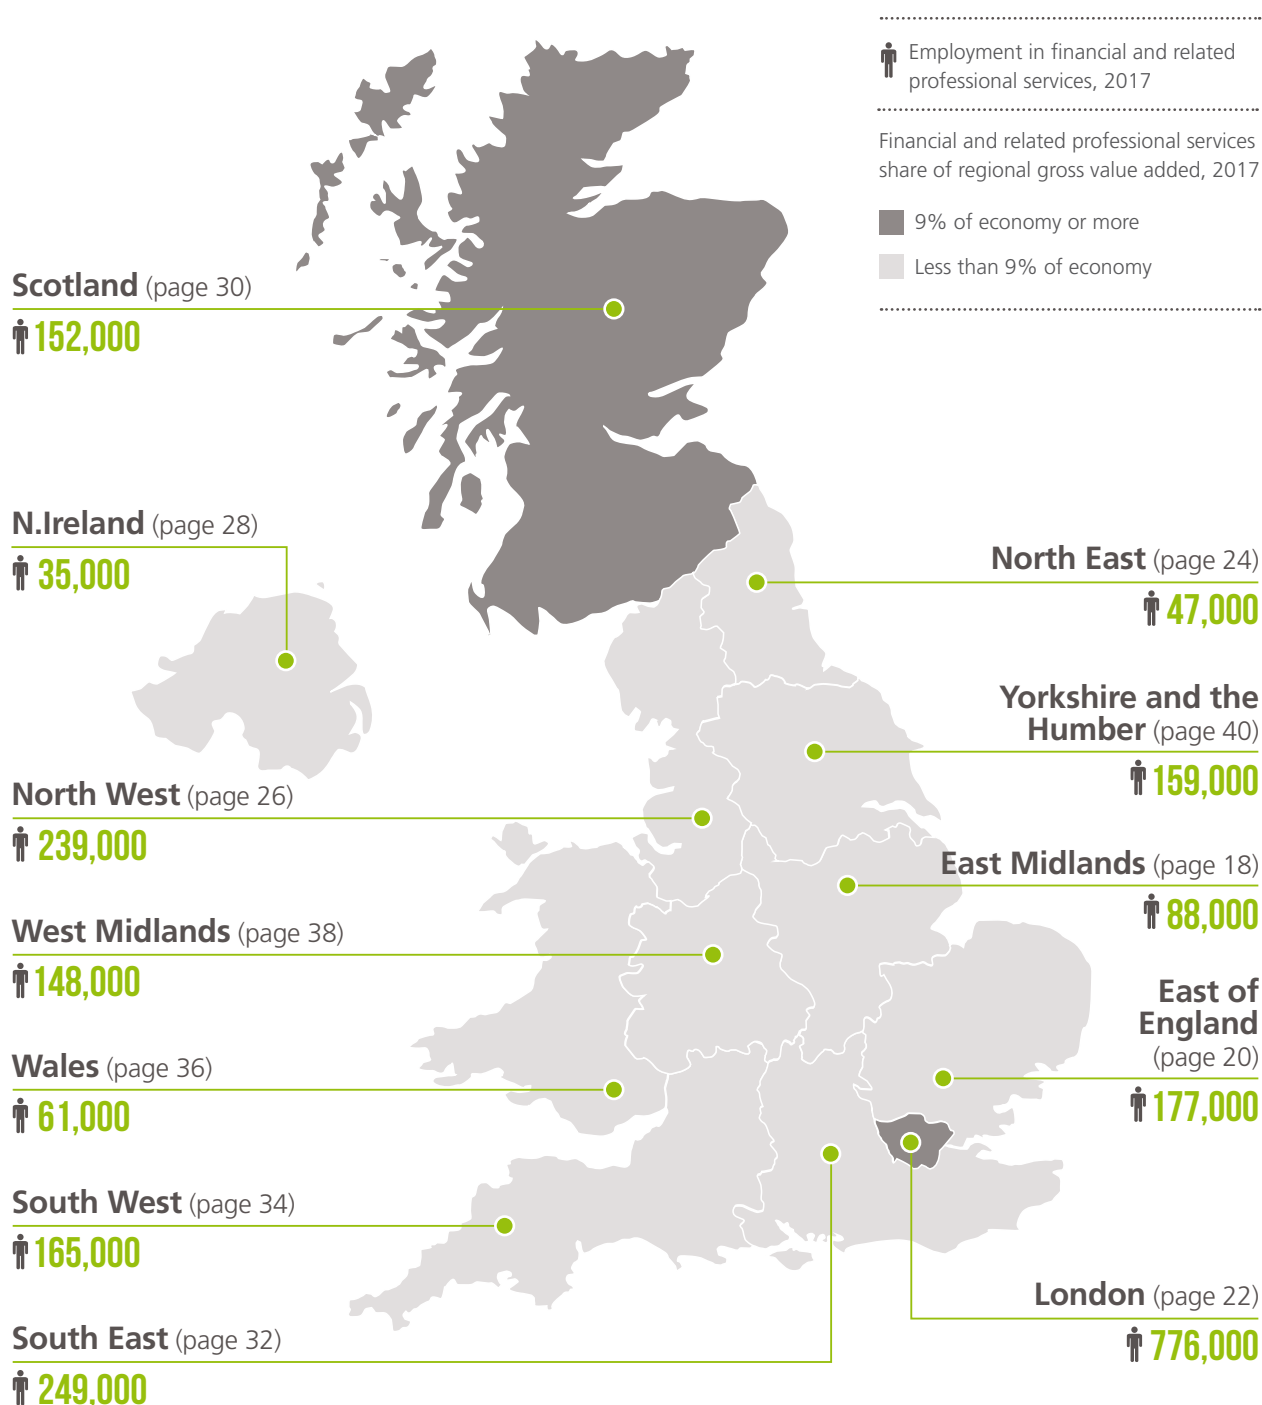 Employment in financial and related
professional services, 2017
Financial and related professional services
share of regional gross value added, 2017
9% of economy or more
Less than 9% of economy
Scotland (page 30)
152,000
N.Ireland (page 28)
35,000
North West (page 26)
239,000
West Midlands (page 38)
148,000
Wales (page 36)
61,000
South West (page 34)
165,000
South East (page 32)
249,000
North East (page 24)
47,000
Yorkshire and the
Humber (page 40)
159,000
East Midlands (page 18)
88,000
East of
England
(page 20)
177,000
London (page 22)
776,000